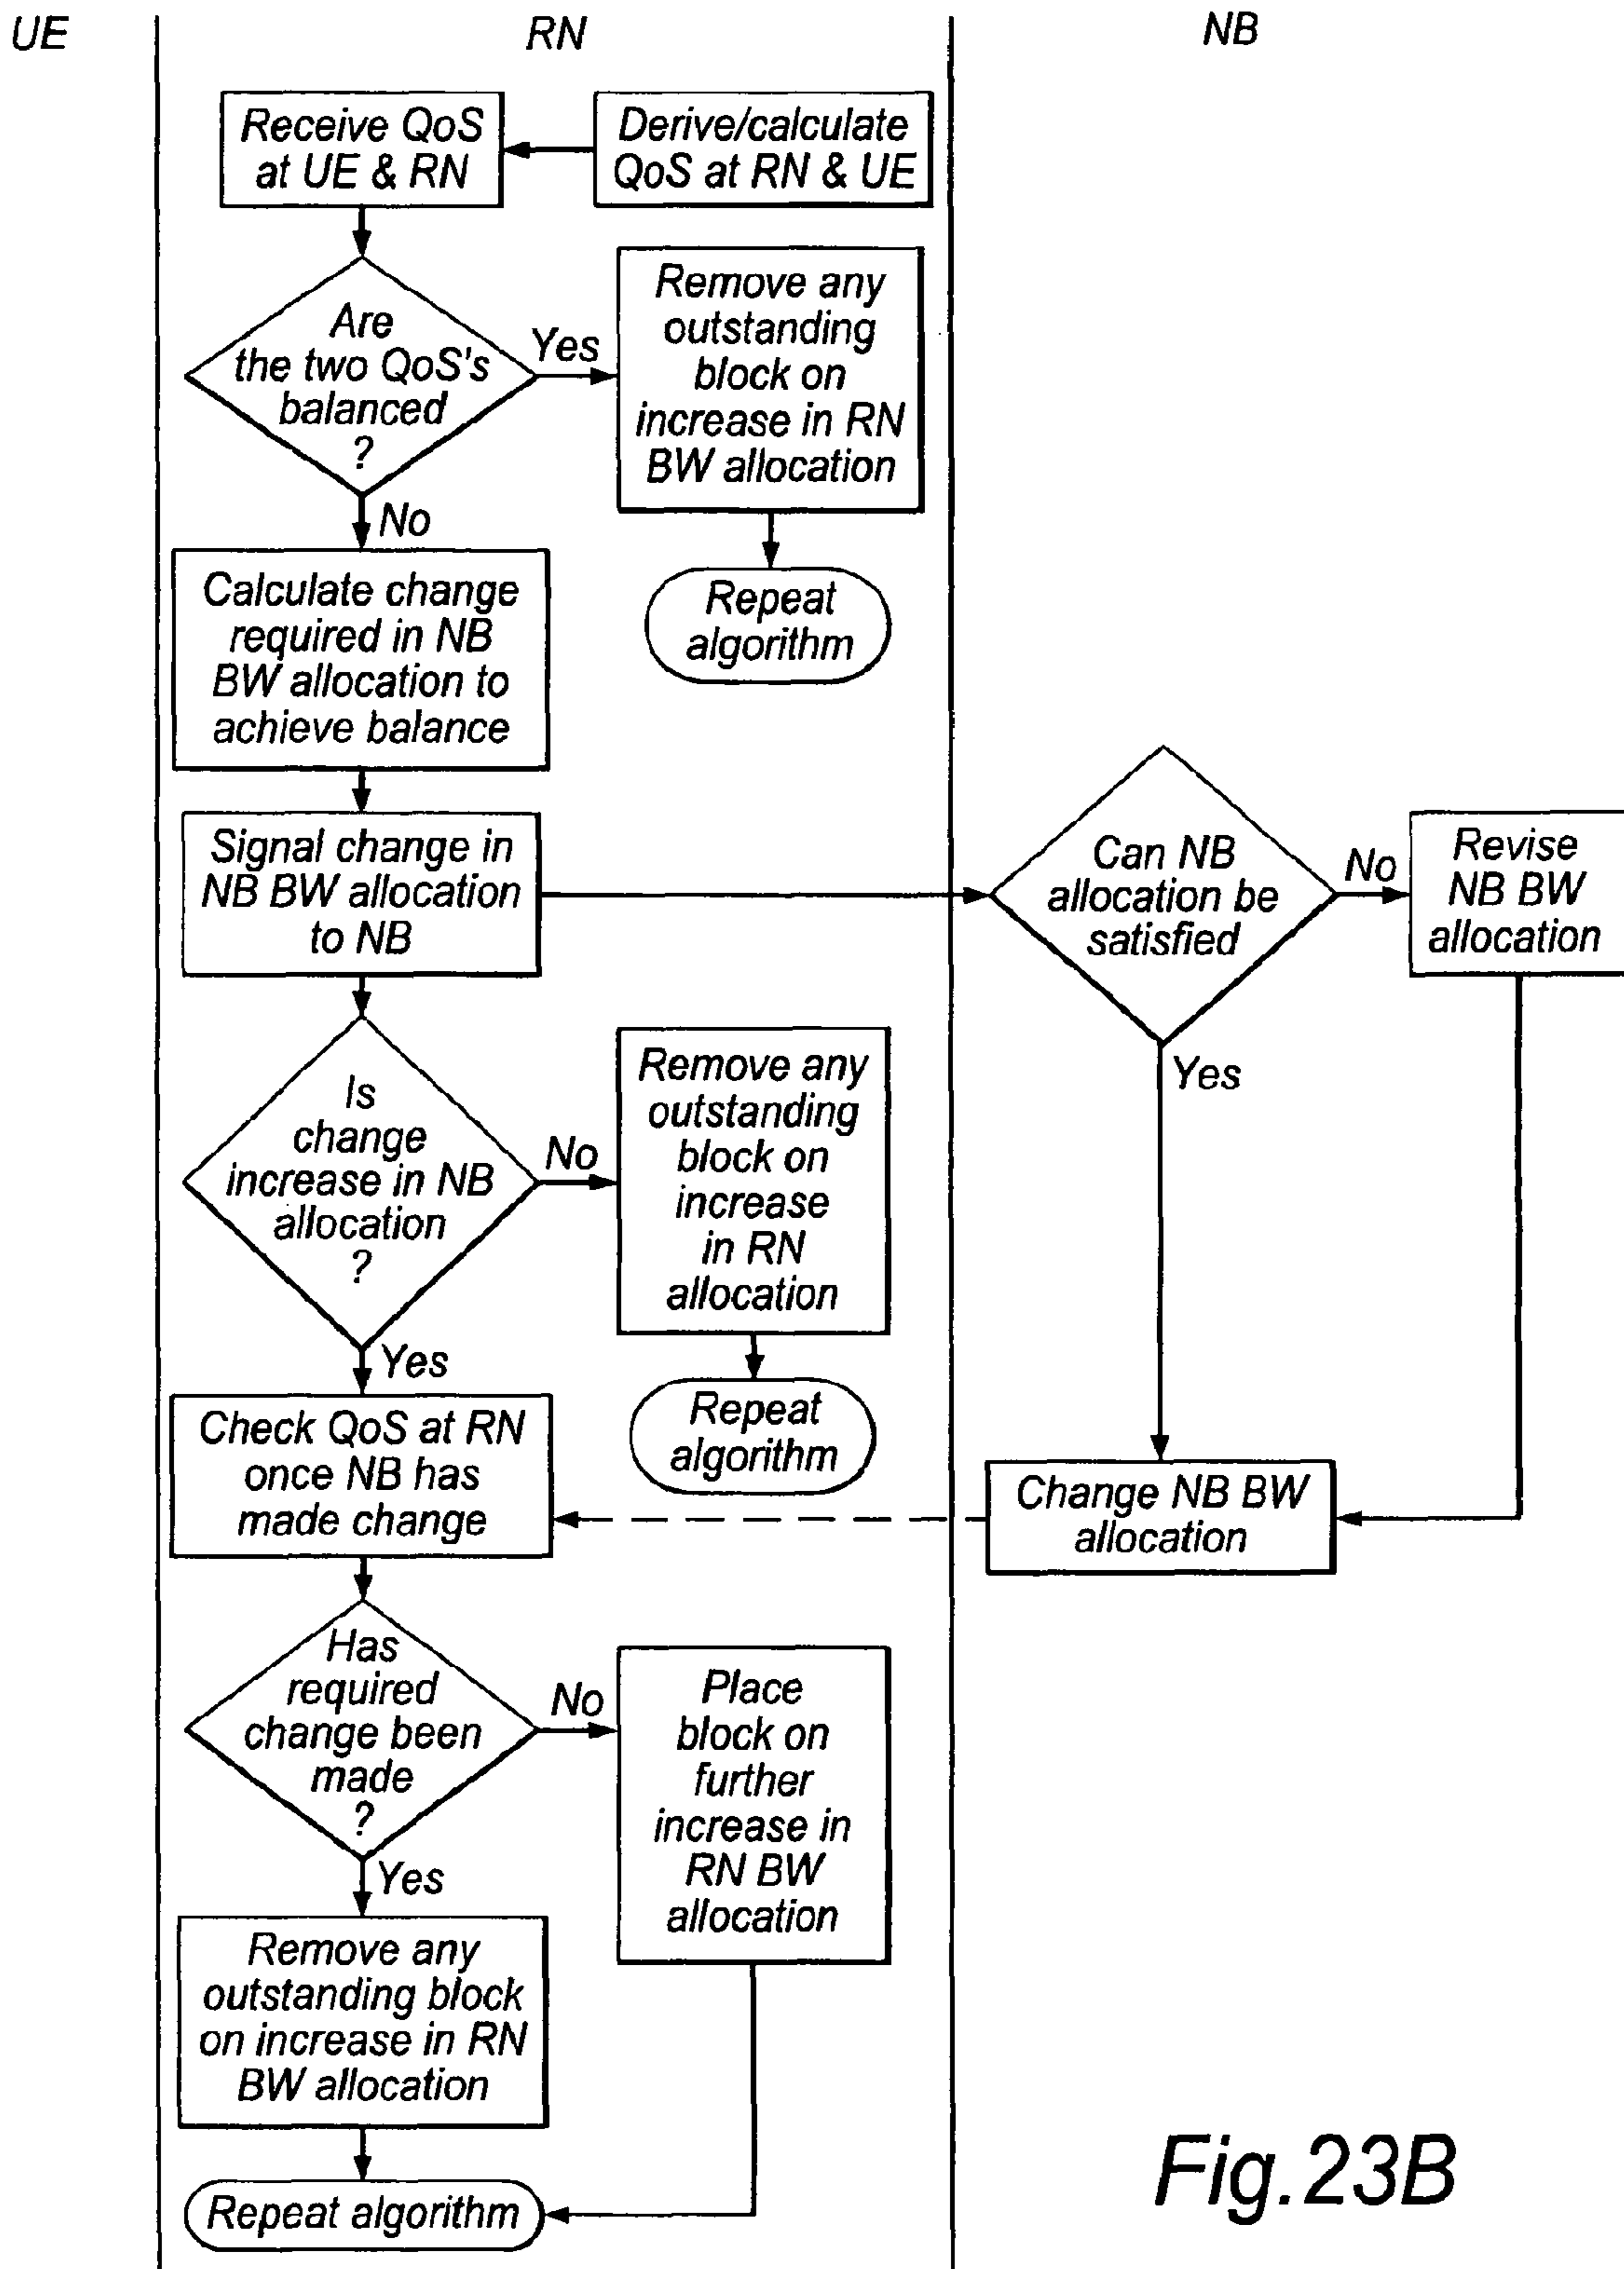 UE
RN
NB
Receive QoS
at UE & RN
Derive/calculate
QoS at RN & UE
Are
the two QoS's
balanced
?
Yes
Remove any
outstanding
block on
increase in RN
BW allocation
No
Repeat
algorithm
Calculate change
required in NB
BW allocation to
achieve balance
Signal change in
NB BW allocation
to NB
Can NB
allocation be
satisfied
No
Revise
NB BW
allocation
Yes
Is
change
increase in NB
allocation
?
No
Remove any
outstanding
block on
increase
in RN
allocation
Yes
Repeat
algorithm
Check QoS at RN
once NB has
made change
Change NB BW
allocation
Has
required
change been
made
?
No
Place
block on
further
increase in
RN BW
allocation
Yes
Remove any
outstanding block
on increase in RN
BW allocation
Repeat algorithm
Fig.23B